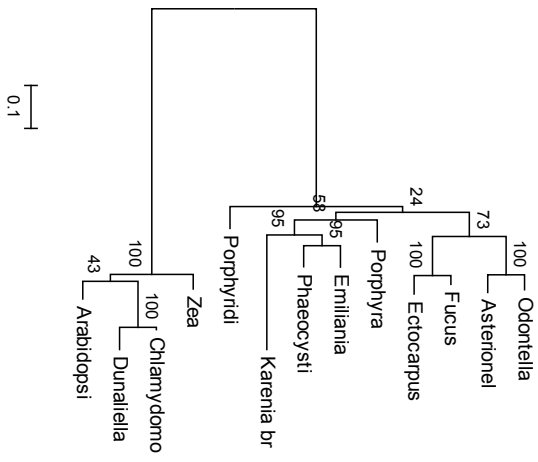 Odontella
Asterionel
100
Fucus
Ectocarpus
100
73
24
Porphyra
Emiliania
Phaeocysti
95
Karenia br
95
58
Porphyridi
Zea
Chlamydomo
Dunaliella
100
Arabidopsi
43
100
0.1